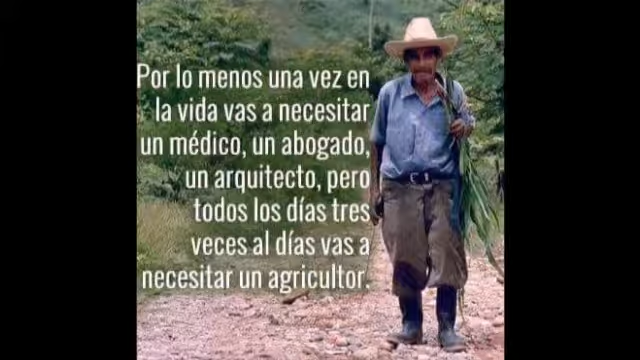 Por lo menos una vez en
la vida vas a necesitar
un médico, un abogado,
un arquitecto, pero
todos los días tres
veces al días vas a
necesitar un agricultor.